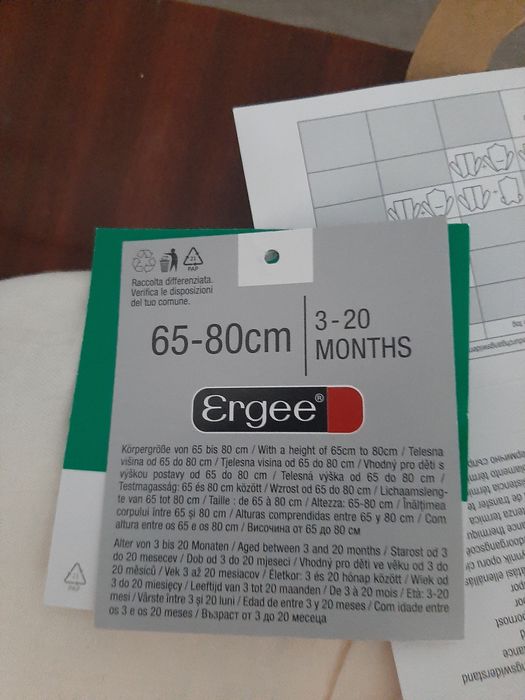 21
PAP
Raccolta differenziata.
Verifica le disposizioni
del tuo comune.
65-80cm
3-20
MONTHS
Ergee®
Körpergröße von 65 bis 80 cm / With a height of 65cm to 80cm / Telesna
višina od 65 do 80 cm / Tjelesna visina od 65 do 80 cm / Vhodný pro děti s
výškou postavy od 65 do 80 cm / Telesná výška od 65 do 80 cm /
Testmagasság: 65 és 80 cm között / Wzrost od 65 do 80 cm / Lichaamsleng-
te van 65 tot 80 cm / Taille : de 65 à 80 cm / Altezza: 65-80 cm / Înălțimea
corpului între 65 și 80 cm / Alturas comprendidas entre 65 y 80 cm / Com
altura entre os 65 e os 80 cm / Височина от 65 до 80 см
Alter von 3 bis 20 Monaten / Aged between 3 and 20 months / Starost od 3
do 20 mesecev / Dob od 3 do 20 mjeseci / Vhodný pro děti ve věku od 3 do
20 měsíců / Vek 3 až 20 mesiacov / Életkor: 3 és 20 hónap között / Wiek od
3 do 20 miesięcy / Leeftijd van 3 tot 20 maanden / De 3 à 20 mois / Età: 3-20
mesi / Vârste între 3 și 20 luni / Edad de entre 3 y 20 meses / Com idade entre
os 3 e os 20 meses / Възраст от 3 до 20 месеца
21
PAP